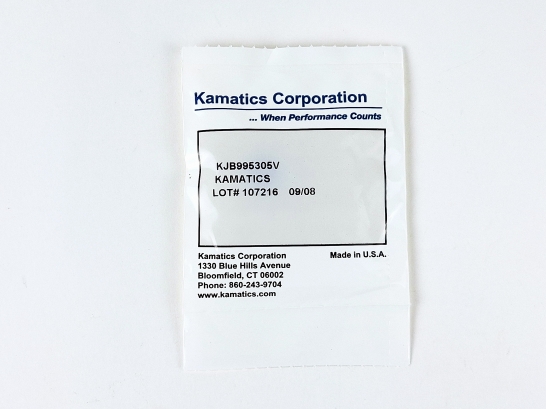 Kamatics Corporation
... When Performance Counts
KJB995305V
KAMATICS
LOT# 107216 09/08
Kamatics Corporation Made in U.S.A.
1330 Blue Hills Avenue
Bloomfield, CT 06002
Phone: 860-243-9704
www.kamatics.com